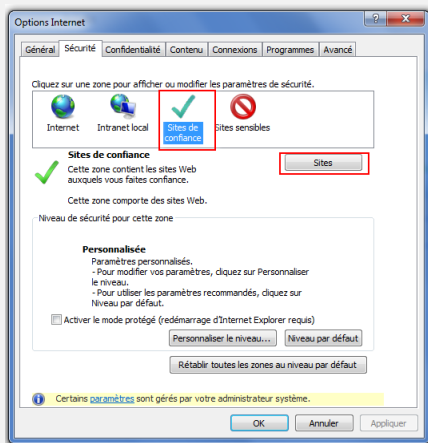 Options Internet
Général Sécurité Confidentialité Contenu Connexions Programmes Avancé
Cliquez sur une zone pour afficher ou modifier les paramètres de sécurité.
Internet Intranet local Sites de confiance Sites sensibles
Sites de confiance
Sites
Cette zone contient les sites Web
auxquels vous faites confiance.
Cette zone comporte des sites Web.
Niveau de sécurité pour cette zone
Personnalisée
Paramètres personnalisés.
- Pour modifier vos paramètres, cliquez sur Personnaliser
le niveau.
- Pour utiliser les paramètres recommandés, cliquez sur
Niveau par défaut.
Activer le mode protégé (redémarrage d'Internet Explorer requis)
Personnaliser le niveau... Niveau par défaut
Rétablir toutes les zones au niveau par défaut
Certains paramètres sont gérés par votre administrateur système.
OK Annuler Appliquer